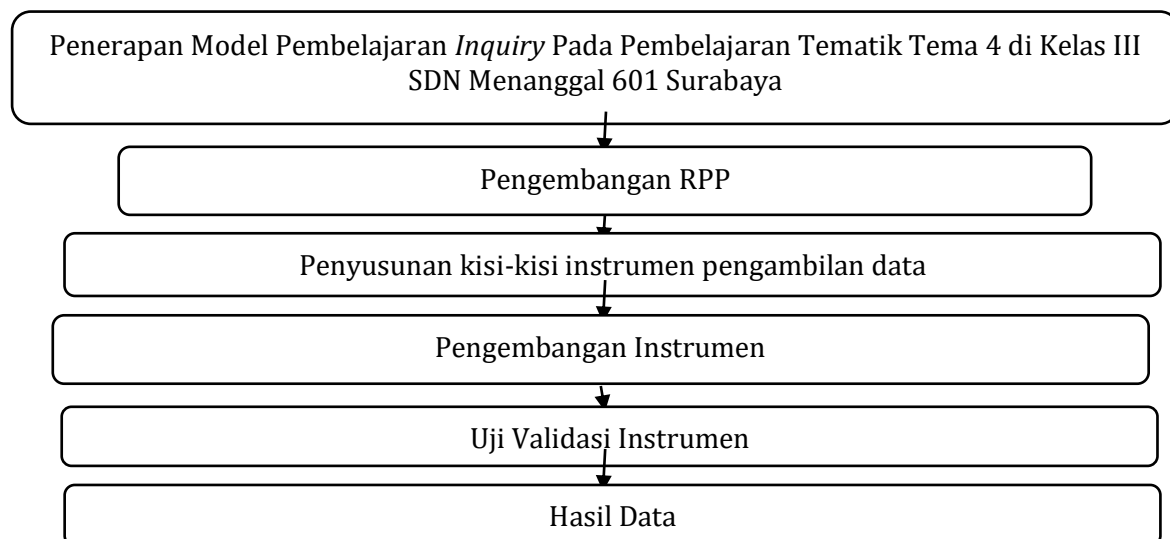 Penerapan Model Pembelajaran Inquiry Pada Pembelajaran Tematik Tema 4 di Kelas III
SDN Menanggal 601 Surabaya
Pengembangan RPP
Penyusunan kisi-kisi instrumen pengambilan data
Pengembangan Instrumen
Uji Validasi Instrumen
Hasil Data